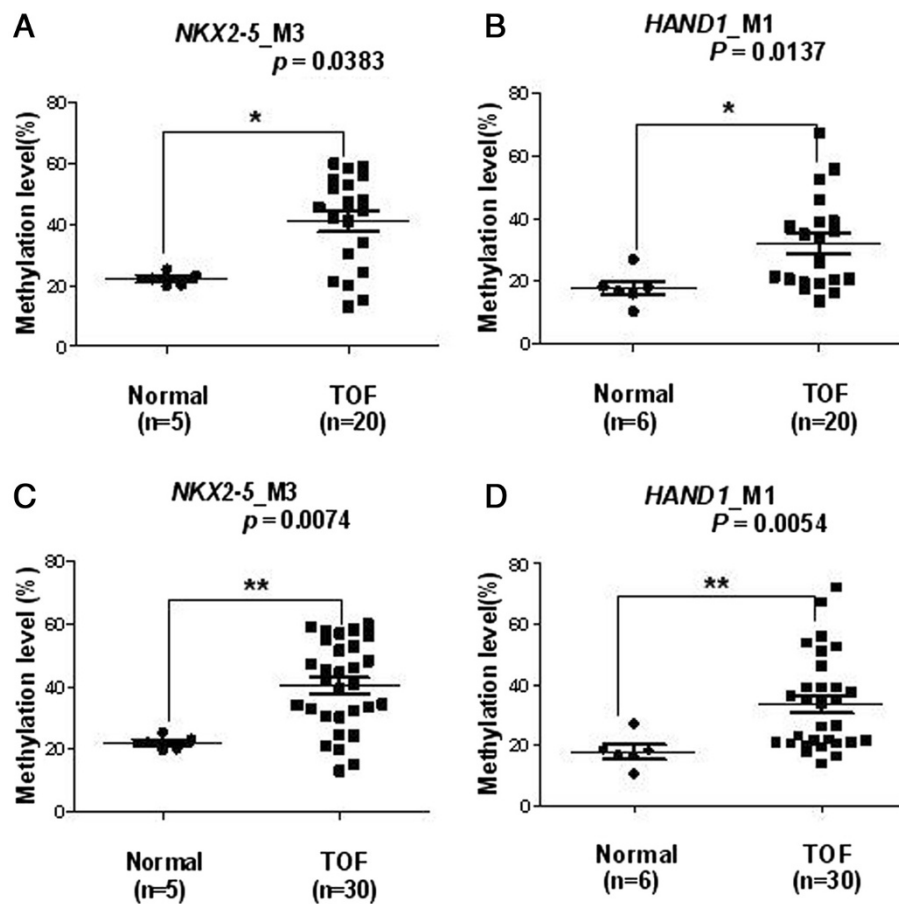 A
NKX2-5_M3
p = 0.0383
Methylation level(%)
80
60
40
20
0
*
Normal
(n=5)
TOF
(n=20)
B
HAND1_M1
P = 0.0137
Methylation level(%)
80
60
40
20
0
*
Normal
(n=6)
TOF
(n=20)
C
NKX2-5_M3
p = 0.0074
Methylation level (%)
80
60
40
20
0
**
Normal
(n=5)
TOF
(n=30)
D
HAND1_M1
P = 0.0054
Methylation level(%)
80
60
40
20
0
**
Normal
(n=6)
TOF
(n=30)